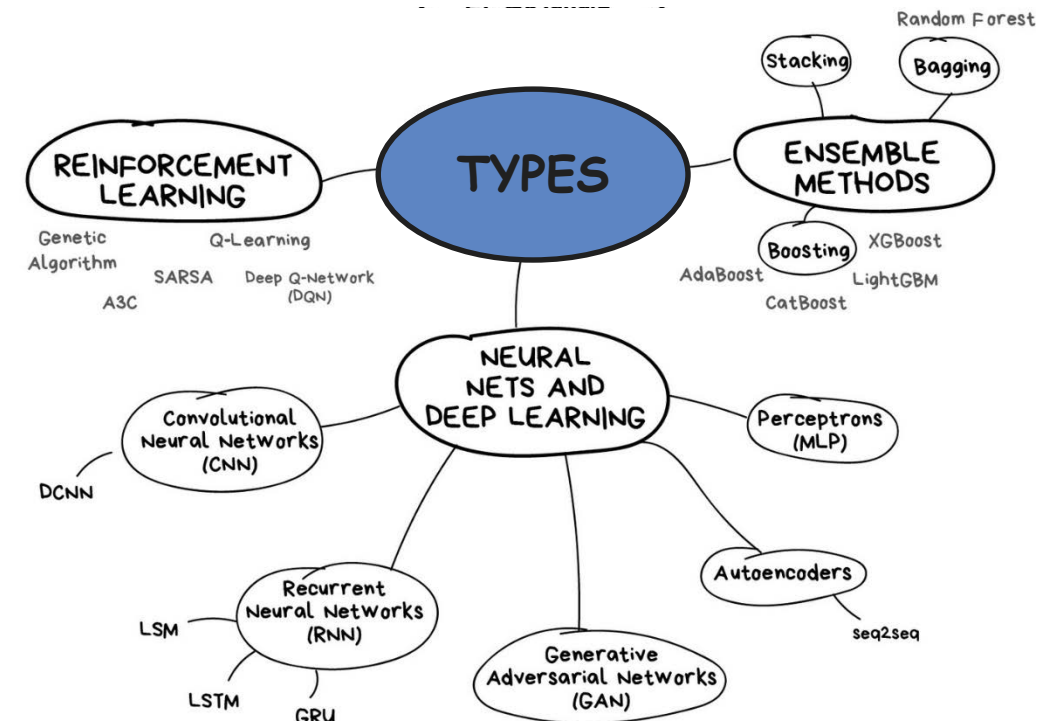 Random Forest
Stacking
Bagging
TYPES
REINFORCEMENT
LEARNING
ENSEMBLE
METHODS
Genetic
Algorithm
Q-Learning
SARSA
Deep Q-Network
(DQN)
A3C
Boosting
XGBoost
AdaBoost
LightGBM
CatBoost
NEURAL
NETS AND
DEEP LEARNING
Convolutional
Neural Networks
(CNN)
DCNN
Perceptrons
(MLP)
Recurrent
Neural Networks
(RNN)
LSM
LSTM
GRU
Generative
Adversarial Networks
(GAN)
Autoencoders
seq2seq